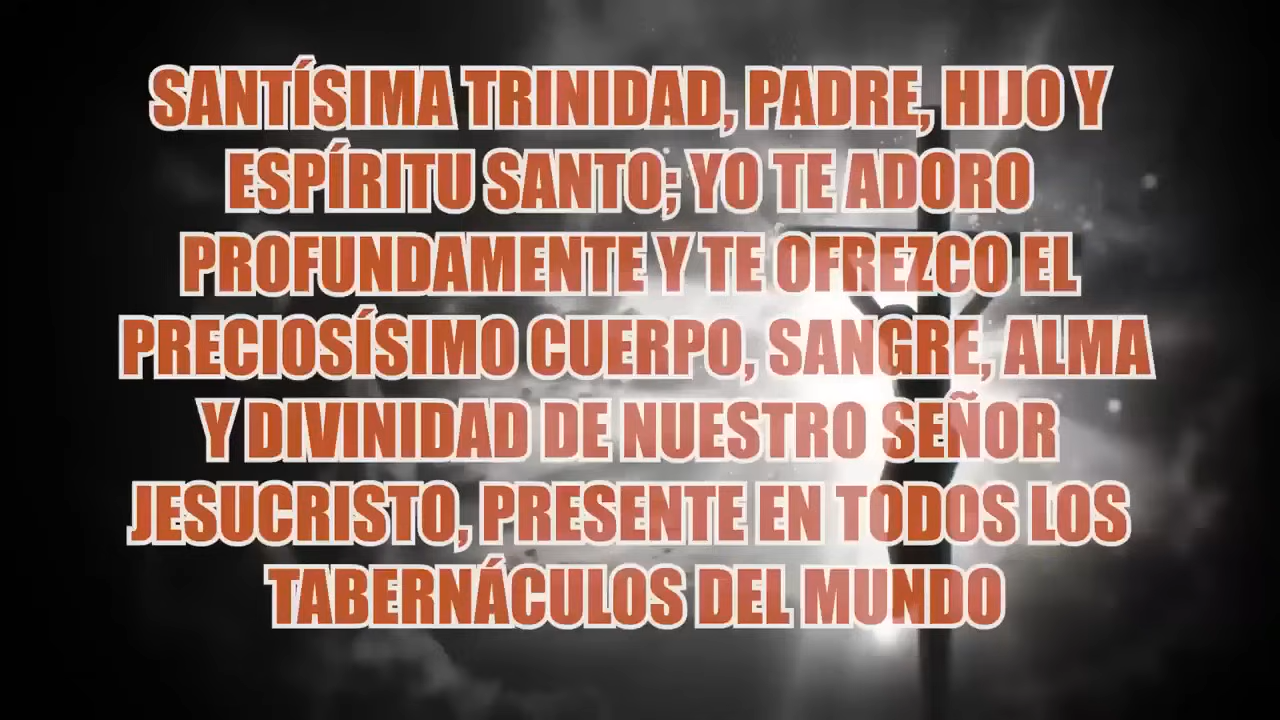 SANTÍSIMA TRINIDAD, PADRE, HIJO Y
ESPÍRITU SANTO; YO TE ADORO
PROFUNDAMENTE Y TE OFREZCO EL
PRECIOSÍSIMO CUERPO, SANGRE, ALMA
Y DIVINIDAD DE NUESTRO SEÑOR
JESUCRISTO, PRESENTE EN TODOS LOS
TABERNÁCULOS DEL MUNDO